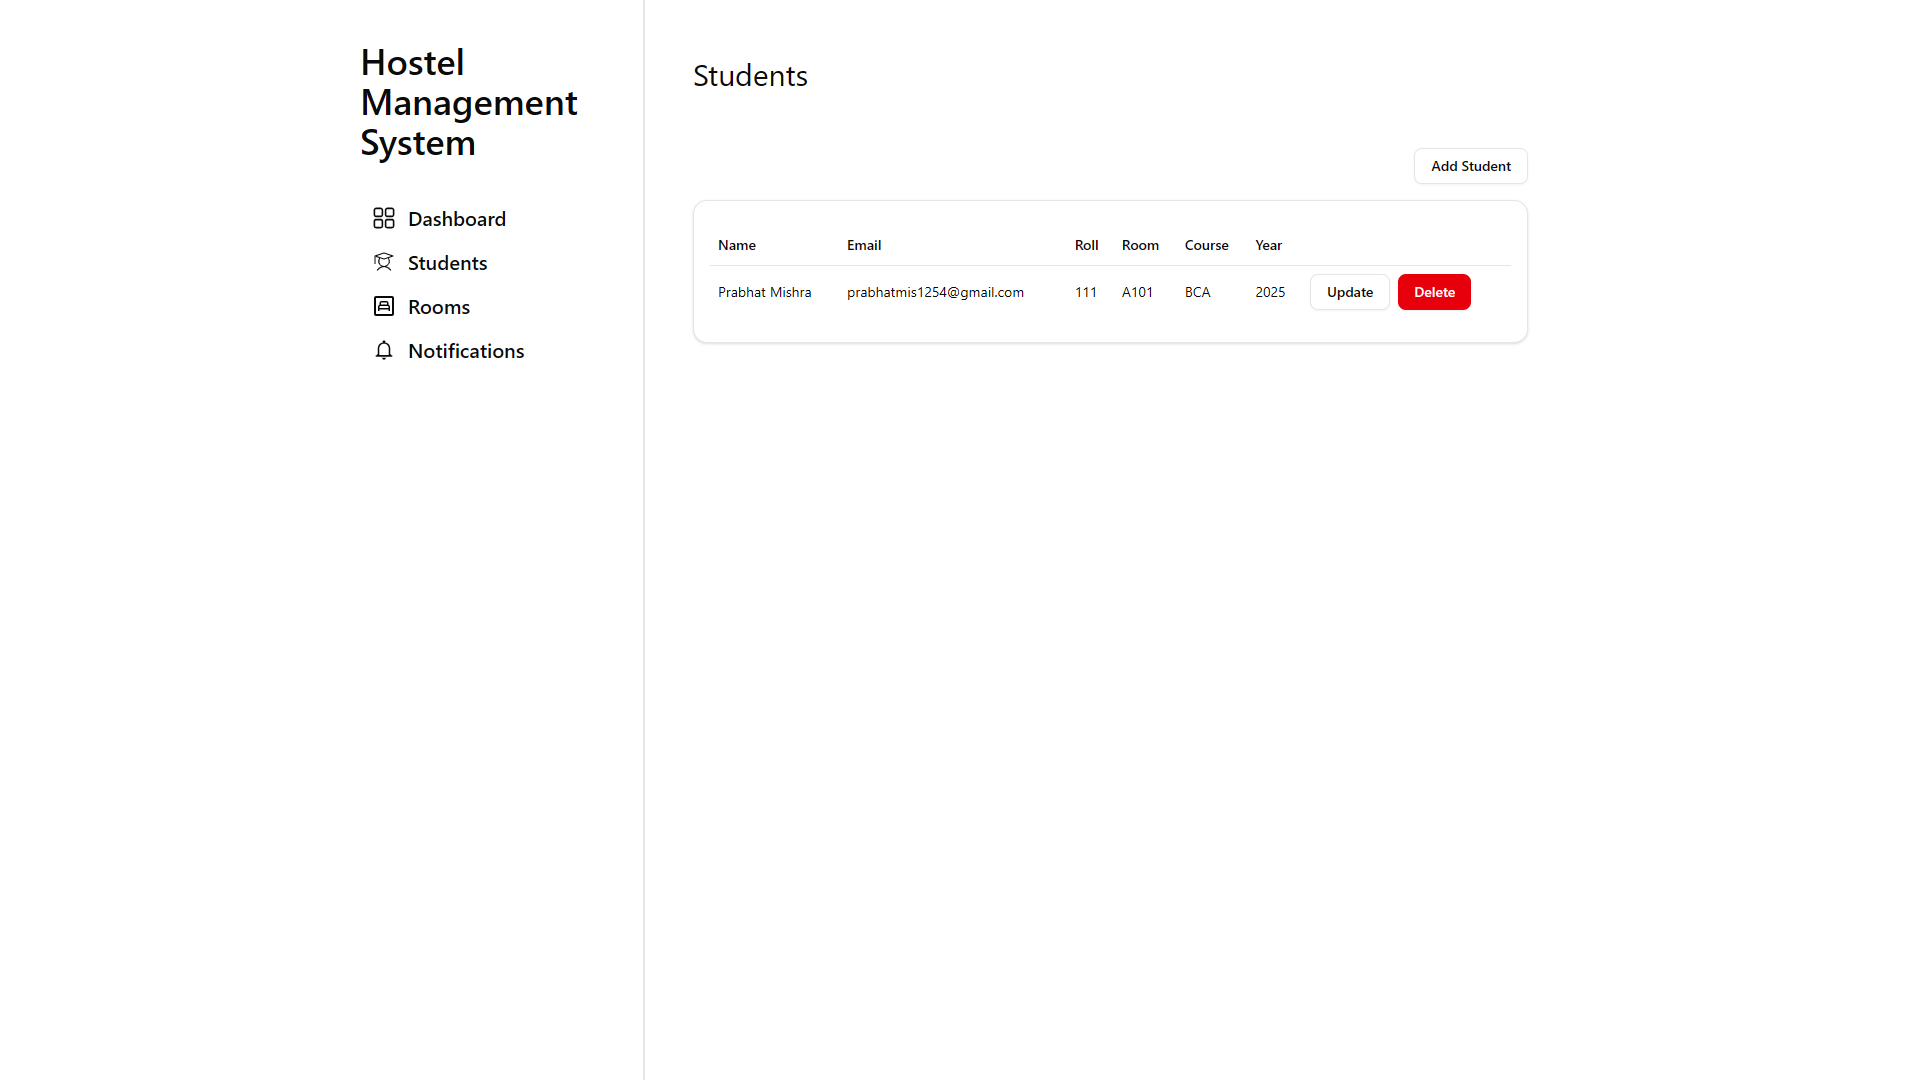 Hostel
Management
System
Dashboard
Students
Rooms
Notifications
Students
Add Student
Name Email Roll Room Course Year
Prabhat Mishra prabhatmis1254@gmail.com 111 A101 BCA 2025 Update Delete